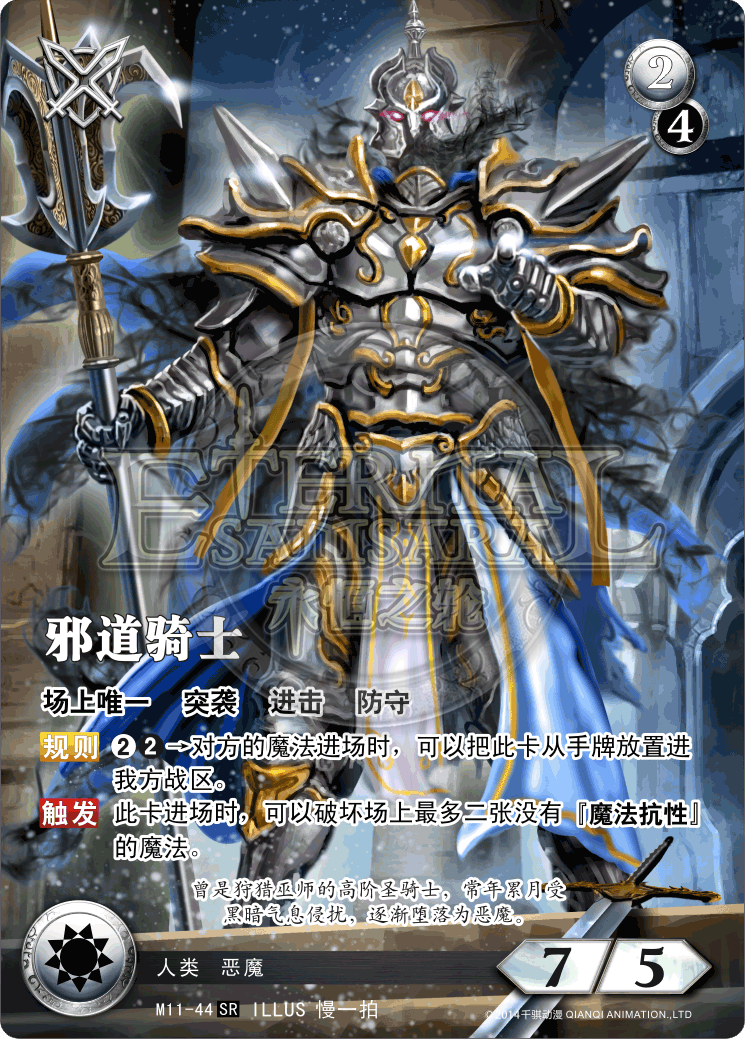 2
4
ETERNAL
SAMSARA
永恒之轮
邪道骑士
场上唯一 突袭 进击 防守
规则 2 2→对方的魔法进场时，可以把此卡从手牌放置进
我方战区。
触发 此卡进场时，可以破坏场上最多二张没有『魔法抗性』
的魔法。
曾是狩猎巫师的高阶圣骑士，常年累月受
黑暗气息侵扰，逐渐堕落为恶魔。
7 / 5
人类 恶魔
M11-44 SR ILLUS 慢一拍
©2014千骐动漫 QIANQI ANIMATION.,LTD